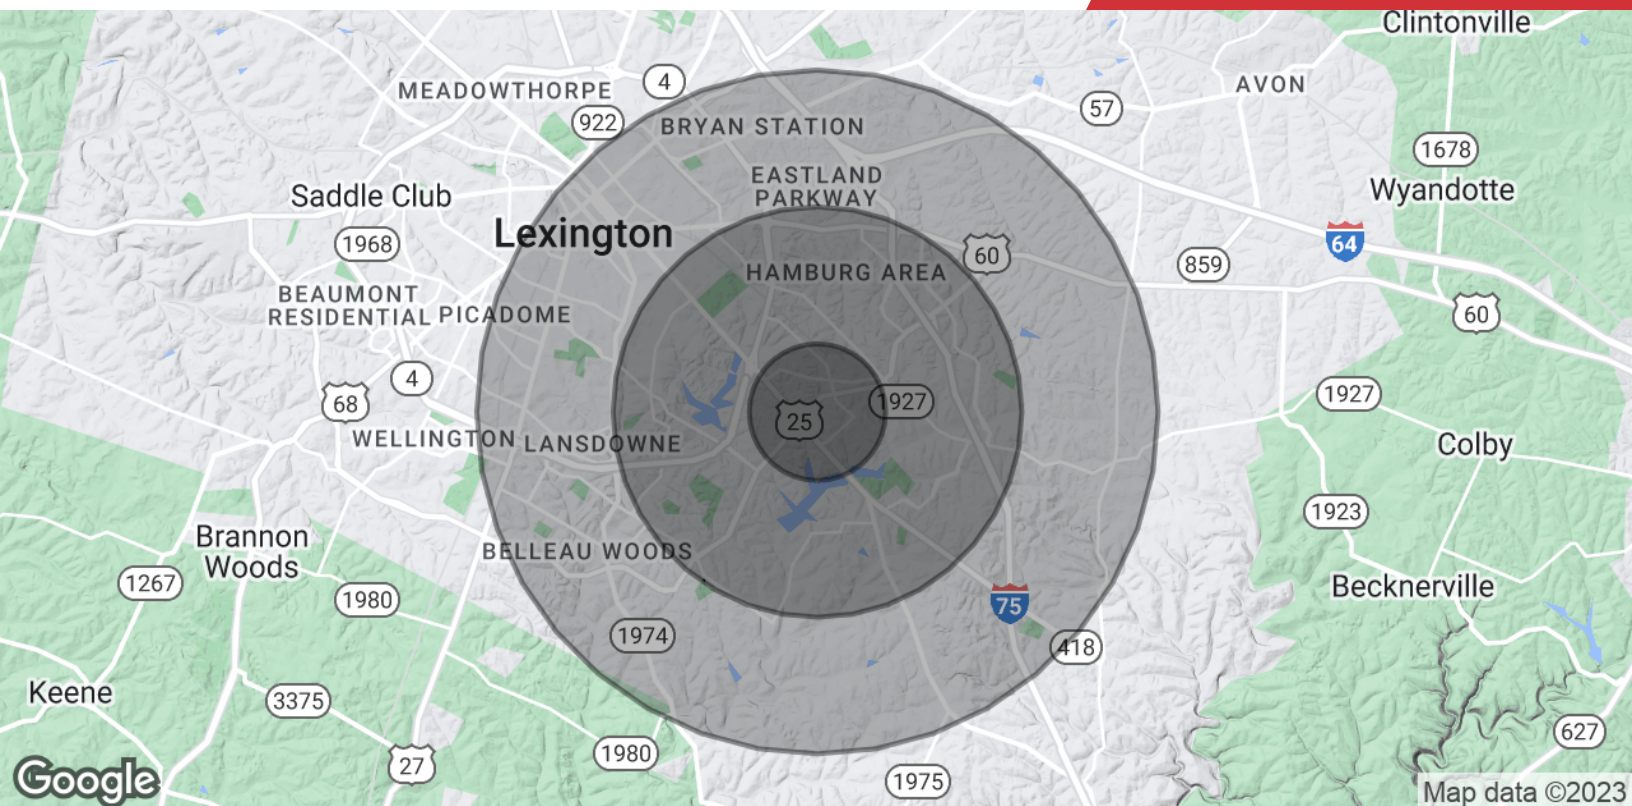 Clintonville
MEADOWTHORPE
4
AVON
57
922
BRYAN STATION
1678
EASTLAND
PARKWAY
Saddle Club
Wyandotte
Lexington
1968
60
64
859
HAMBURG AREA
BEAUMONT
RESIDENTIAL
PICADOME
60
4
68
1927
1927
25
WELLINGTON
LANSDOWNE
Colby
1923
Brannon
Woods
BELLEAU WOODS
1267
1980
75
Becknerville
1974
418
Keene
3375
627
1980
27
1975
Google
Map data ©2023